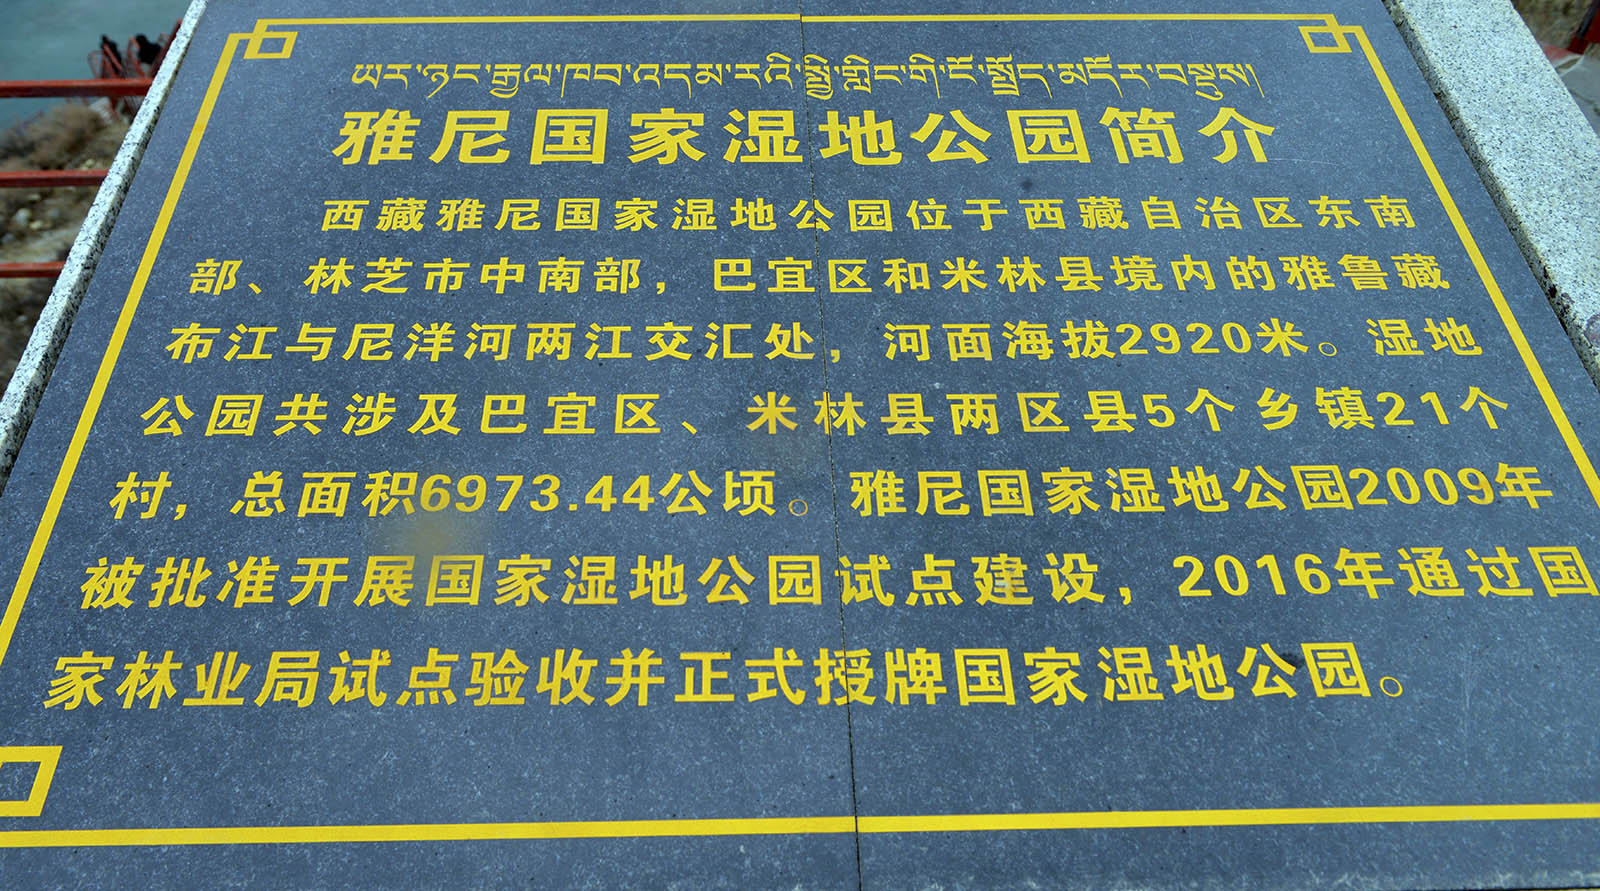 ཡར་ཉང་རྒྱལ་ཁབ་འདམ་རའི་སྤྱི་གླིང་གི་ངོ་སྤྲོད་མདོར་བསྡུས།
雅尼国家湿地公园简介
西藏雅尼国家湿地公园位于西藏自治区东南
部、林芝市中南部，巴宜区和米林县境内的雅鲁藏
布江与尼洋河两江交汇处，河面海拔2920米。湿地
公园共涉及巴宜区、米林县两区县5个乡镇21个
村，总面积6973.44公顷。雅尼国家湿地公园2009年
被批准开展国家湿地公园试点建设，2016年通过国
家林业局试点验收并正式授牌国家湿地公园。